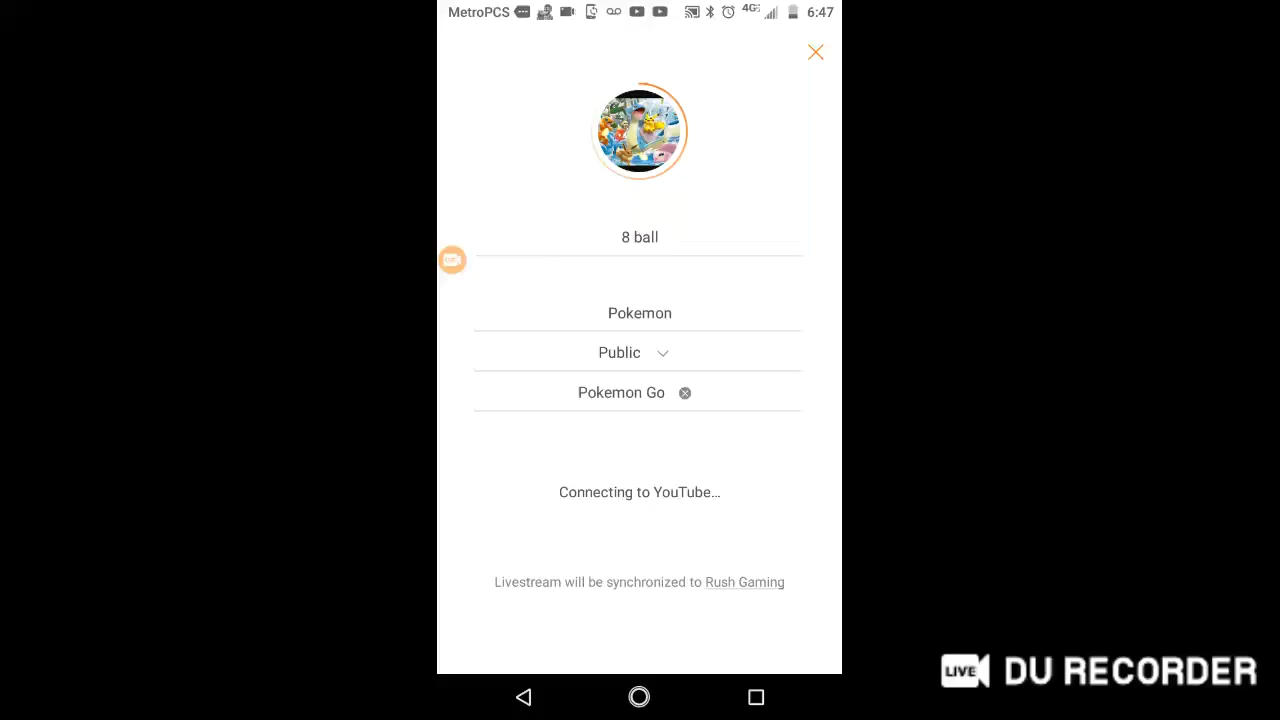 MetroPCS 4G 6:47
8 ball
Pokemon
Public
Pokemon Go
Connecting to YouTube...
Livestream will be synchronized to Rush Gaming
LIVE DU RECORDER